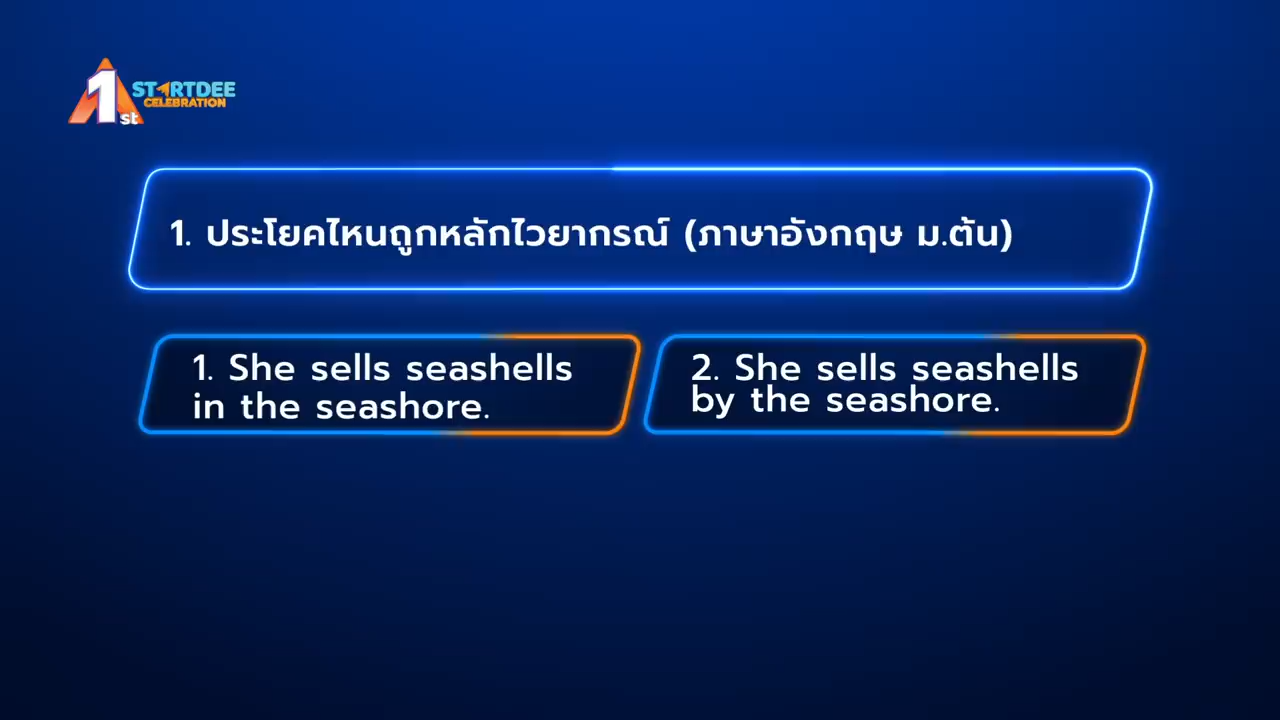 1st
STARTDEE
CELEBRATION
1. ประโยคไหนถูกหลักไวยากรณ์ (ภาษาอังกฤษ ม.ต้น)
1. She sells seashells
in the seashore.
2. She sells seashells
by the seashore.